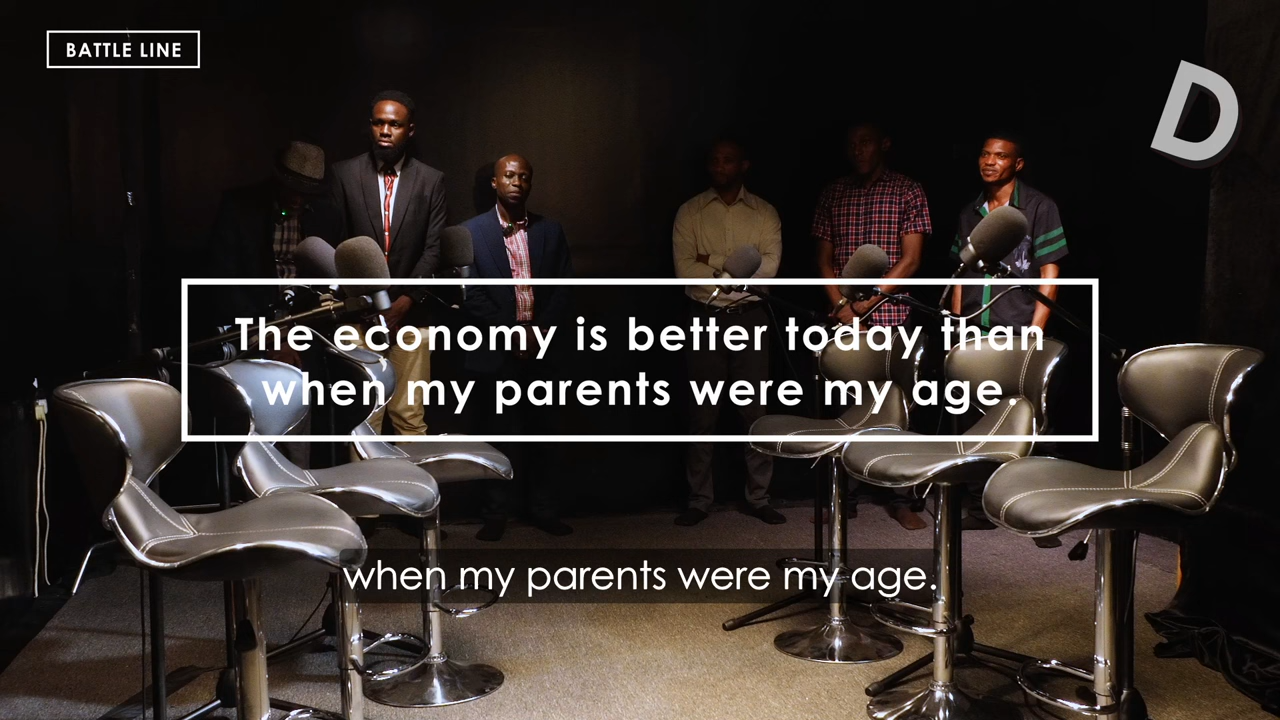 BATTLE LINE
D
The economy is better today than
when my parents were my age.
when my parents were my age.